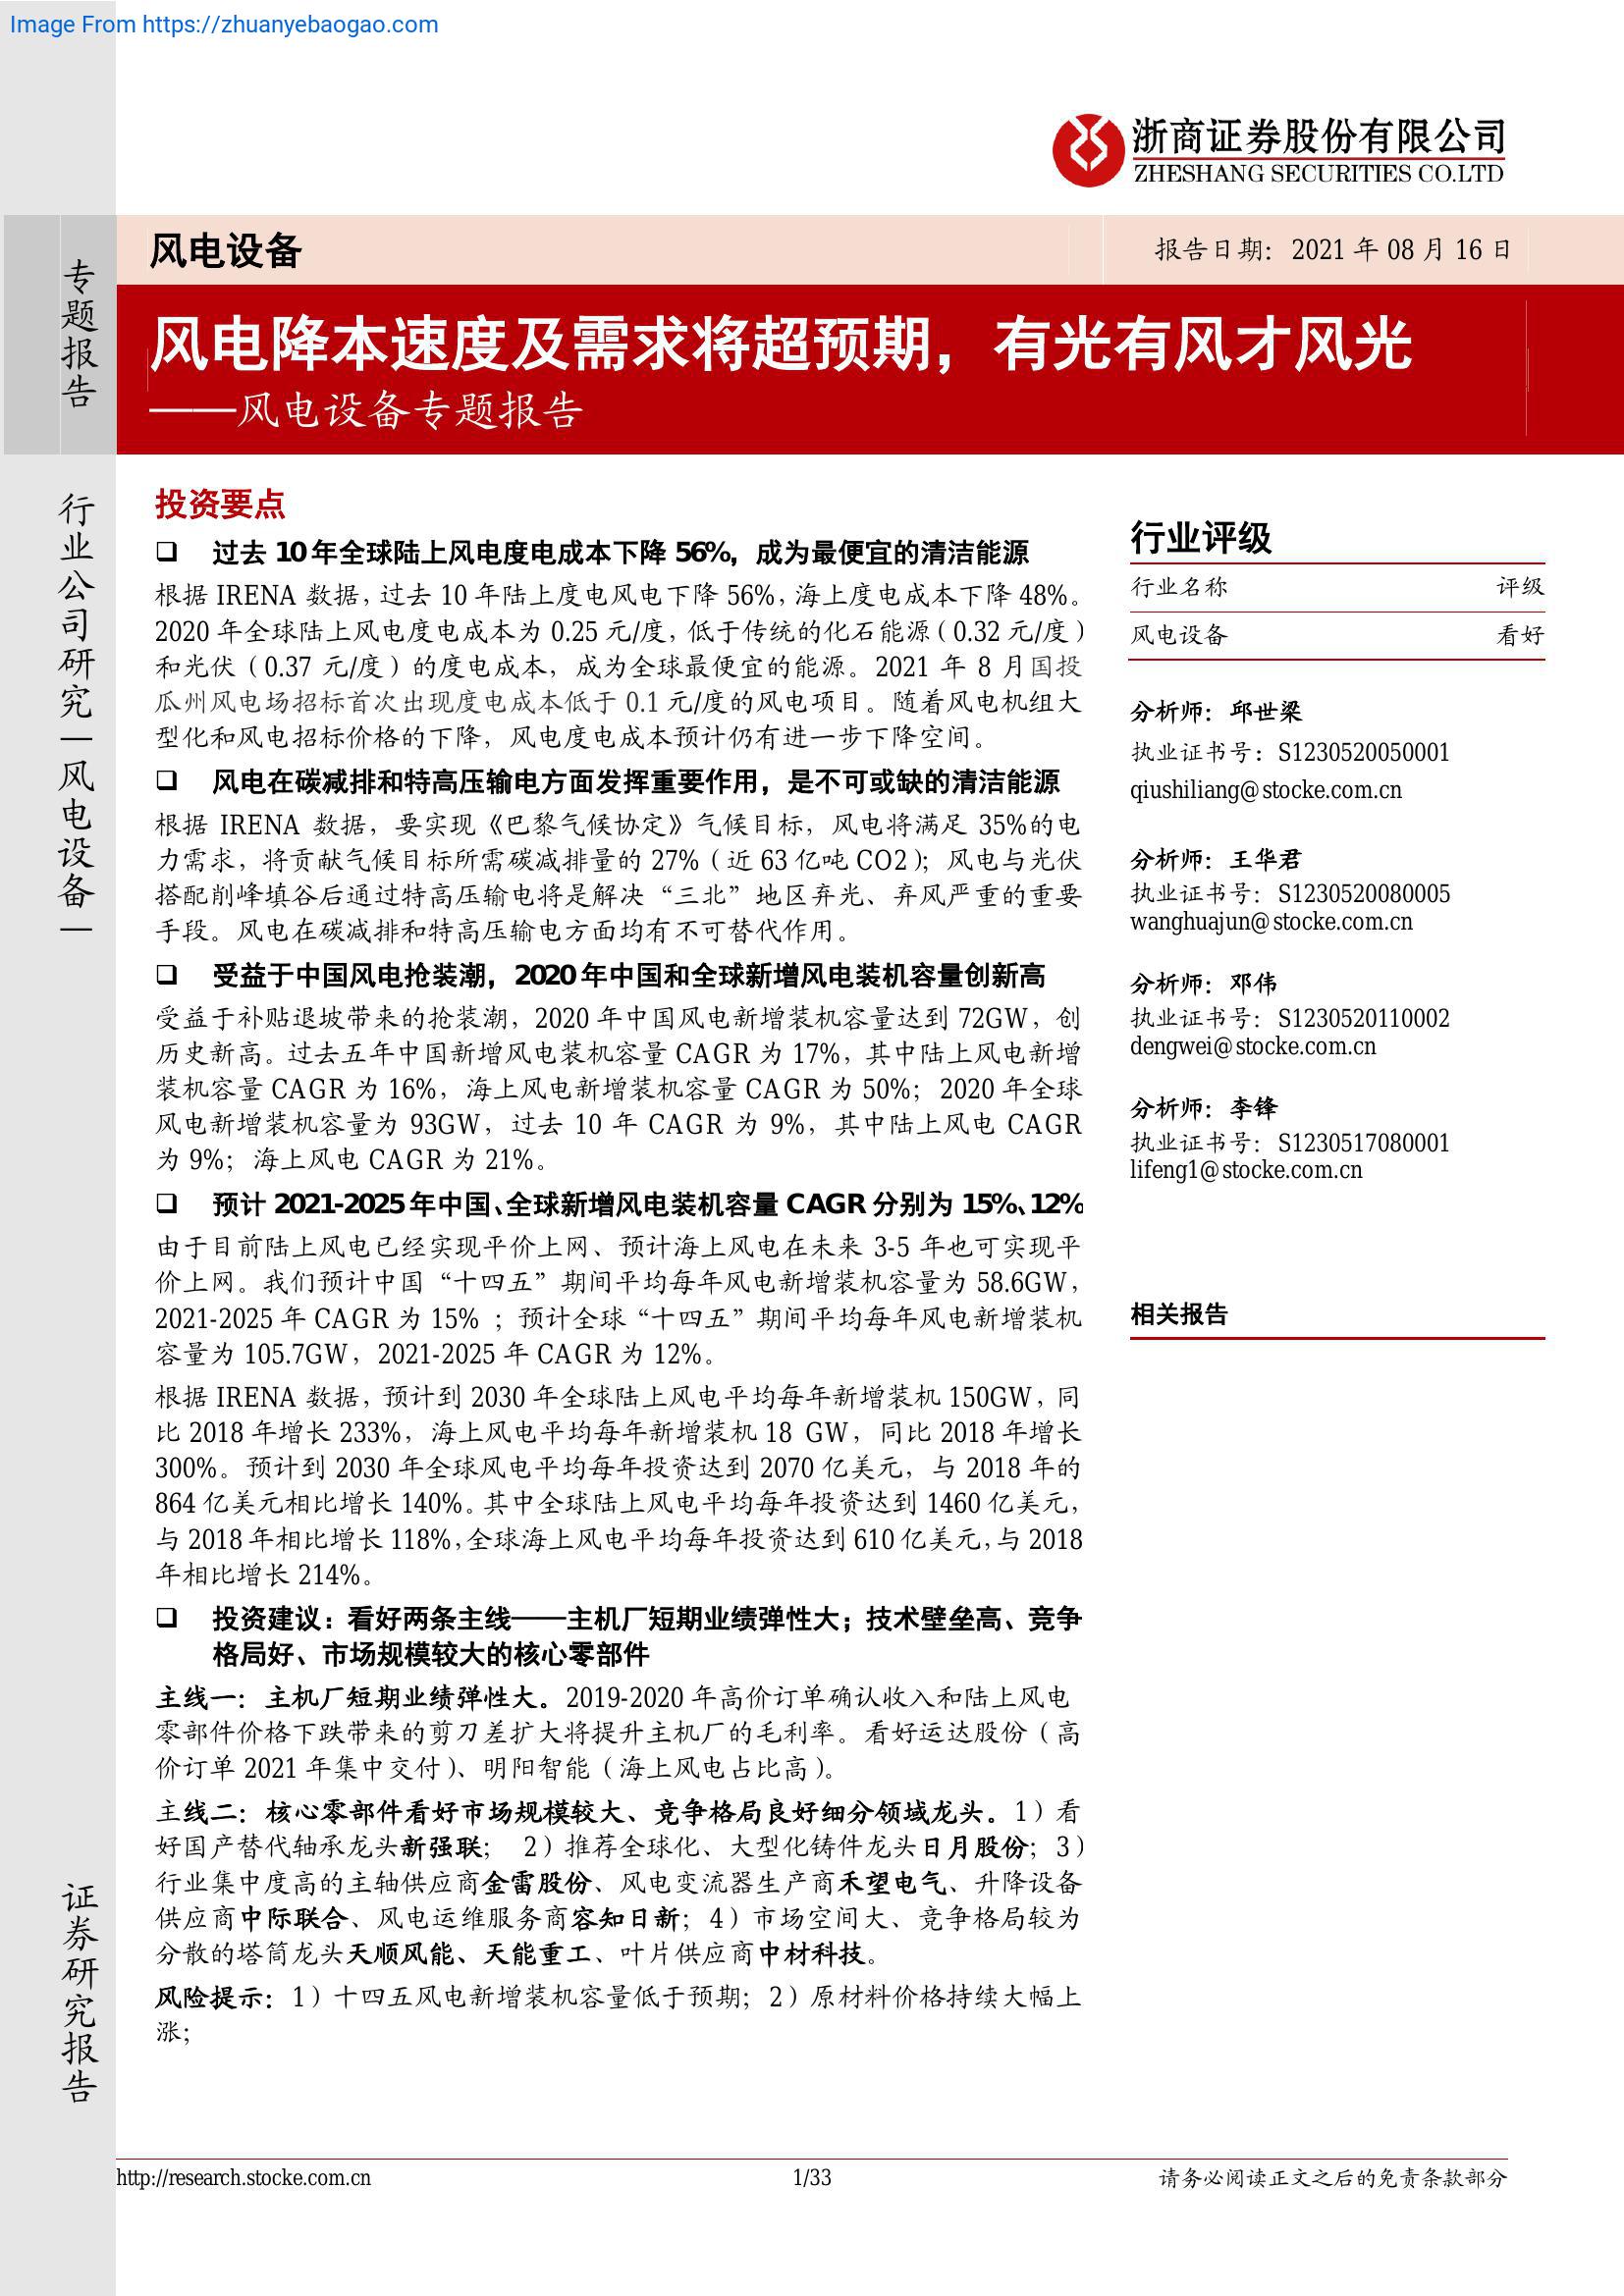 Image From https://zhuanyebaogao.com
浙商证券股份有限公司
ZHESHANG SECURITIES CO.LTD
专题报告
风电设备
报告日期：2021 年 08 月 16 日
风电降本速度及需求将超预期，有光有风才风光
——风电设备专题报告
行业公司研究│风电设备│
证券研究报告
投资要点
❑ 过去 10 年全球陆上风电度电成本下降 56%，成为最便宜的清洁能源
根据 IRENA 数据，过去 10 年陆上度电风电下降 56%，海上度电成本下降 48%。
2020 年全球陆上风电度电成本为 0.25 元/度，低于传统的化石能源（0.32 元/度）
和光伏（0.37 元/度）的度电成本，成为全球最便宜的能源。2021 年 8 月国投
瓜州风电场招标首次出现度电成本低于 0.1 元/度的风电项目。随着风电机组大
型化和风电招标价格的下降，风电度电成本预计仍有进一步下降空间。
❑ 风电在碳减排和特高压输电方面发挥重要作用，是不可或缺的清洁能源
根据 IRENA 数据，要实现《巴黎气候协定》气候目标，风电将满足 35%的电
力需求，将贡献气候目标所需碳减排量的 27%（近 63 亿吨 CO2）；风电与光伏
搭配削峰填谷后通过特高压输电将是解决“三北”地区弃光、弃风严重的重要
手段。风电在碳减排和特高压输电方面均有不可替代作用。
❑ 受益于中国风电抢装潮，2020 年中国和全球新增风电装机容量创新高
受益于补贴退坡带来的抢装潮，2020 年中国风电新增装机容量达到 72GW，创
历史新高。过去五年中国新增风电装机容量 CAGR 为 17%，其中陆上风电新增
装机容量 CAGR 为 16%，海上风电新增装机容量 CAGR 为 50%；2020 年全球
风电新增装机容量为 93GW，过去 10 年 CAGR 为 9%，其中陆上风电 CAGR
为 9%；海上风电 CAGR 为 21%。
❑ 预计 2021-2025 年中国、全球新增风电装机容量 CAGR 分别为 15%、12%
由于目前陆上风电已经实现平价上网、预计海上风电在未来 3-5 年也可实现平
价上网。我们预计中国“十四五”期间平均每年风电新增装机容量为 58.6GW，
2021-2025 年 CAGR 为 15% ；预计全球“十四五”期间平均每年风电新增装机
容量为 105.7GW，2021-2025 年 CAGR 为 12%。
根据 IRENA 数据，预计到 2030 年全球陆上风电平均每年新增装机 150GW，同
比 2018 年增长 233%，海上风电平均每年新增装机 18 GW，同比 2018 年增长
300%。预计到 2030 年全球风电平均每年投资达到 2070 亿美元，与 2018 年的
864 亿美元相比增长 140%。其中全球陆上风电平均每年投资达到 1460 亿美元，
与 2018 年相比增长 118%，全球海上风电平均每年投资达到 610 亿美元，与 2018
年相比增长 214%。
❑ 投资建议：看好两条主线——主机厂短期业绩弹性大；技术壁垒高、竞争
格局好、市场规模较大的核心零部件
主线一：主机厂短期业绩弹性大。2019-2020 年高价订单确认收入和陆上风电
零部件价格下跌带来的剪刀差扩大将提升主机厂的毛利率。看好运达股份（高
价订单 2021 年集中交付）、明阳智能（海上风电占比高）。
主线二：核心零部件看好市场规模较大、竞争格局良好细分领域龙头。1）看
好国产替代轴承龙头新强联； 2）推荐全球化、大型化铸件龙头日月股份；3）
行业集中度高的主轴供应商金雷股份、风电变流器生产商禾望电气、升降设备
供应商中际联合、风电运维服务商容知日新；4）市场空间大、竞争格局较为
分散的塔筒龙头天顺风能、天能重工、叶片供应商中材科技。
风险提示：1）十四五风电新增装机容量低于预期；2）原材料价格持续大幅上
涨；
行业评级
行业名称 评级
风电设备 看好
分析师：邱世梁
执业证书号：S1230520050001
qiushiliang@stocke.com.cn
分析师：王华君
执业证书号：S1230520080005
wanghuajun@stocke.com.cn
分析师：邓伟
执业证书号：S1230520110002
dengwei@stocke.com.cn
分析师：李锋
执业证书号：S1230517080001
lifeng1@stocke.com.cn
相关报告
http://research.stocke.com.cn
1/33
请务必阅读正文之后的免责条款部分